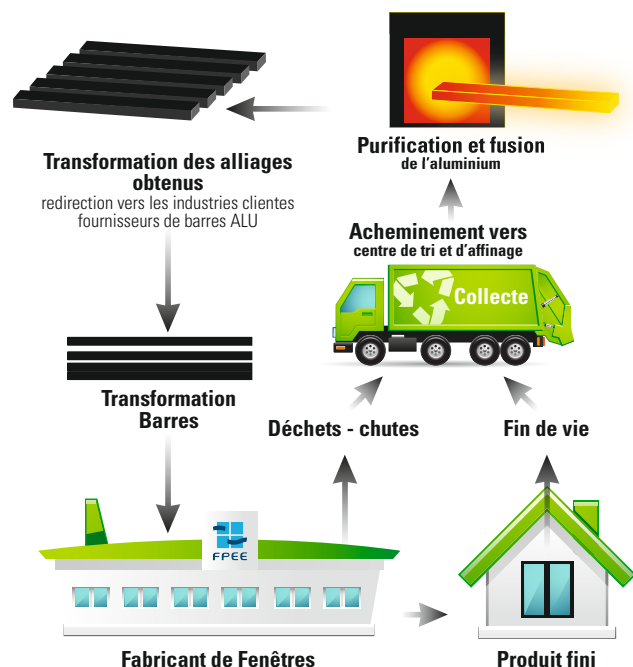 Purification et fusion
de l'aluminium
Transformation des alliages
obtenus
redirection vers les industries clientes
fournisseurs de barres ALU
Acheminement vers
centre de tri et d'affinage
Collecte
Transformation
Barres
Déchets - chutes
Fin de vie
FPEE
Fabricant de Fenêtres
Produit fini